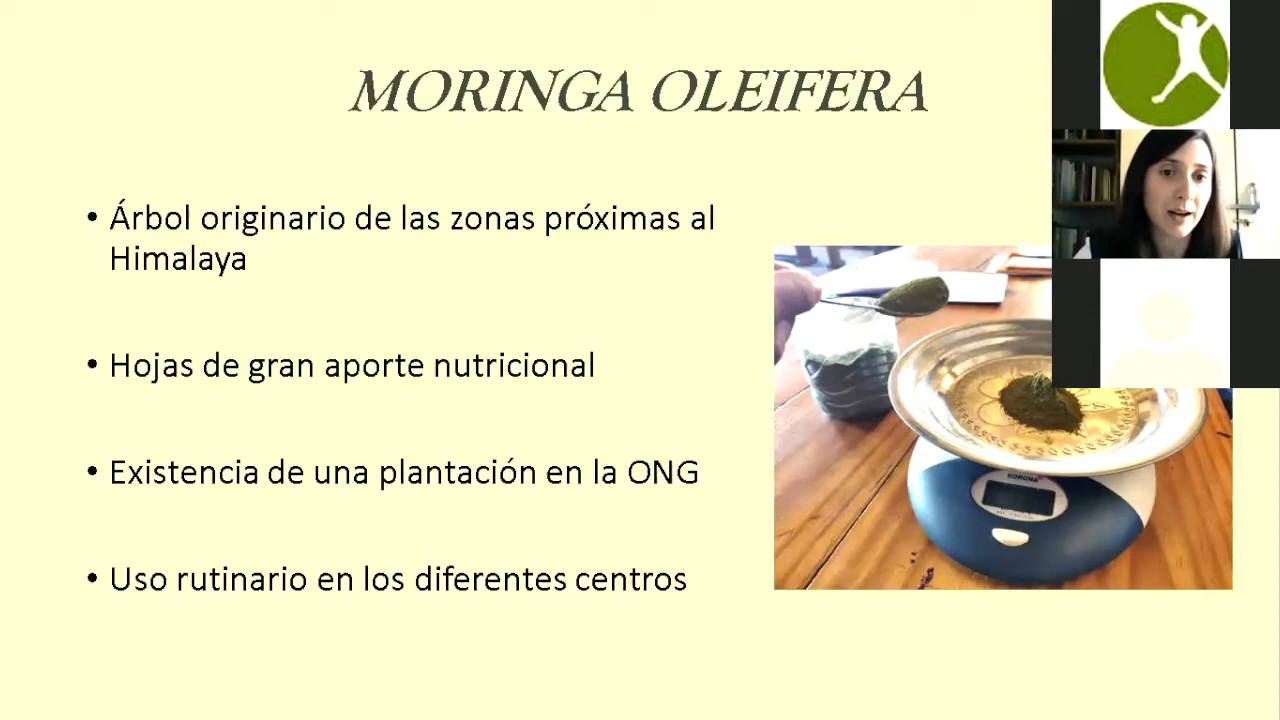 MORINGA OLEIFERA
• Árbol originario de las zonas próximas al
Himalaya
• Hojas de gran aporte nutricional
• Existencia de una plantación en la ONG
• Uso rutinario en los diferentes centros